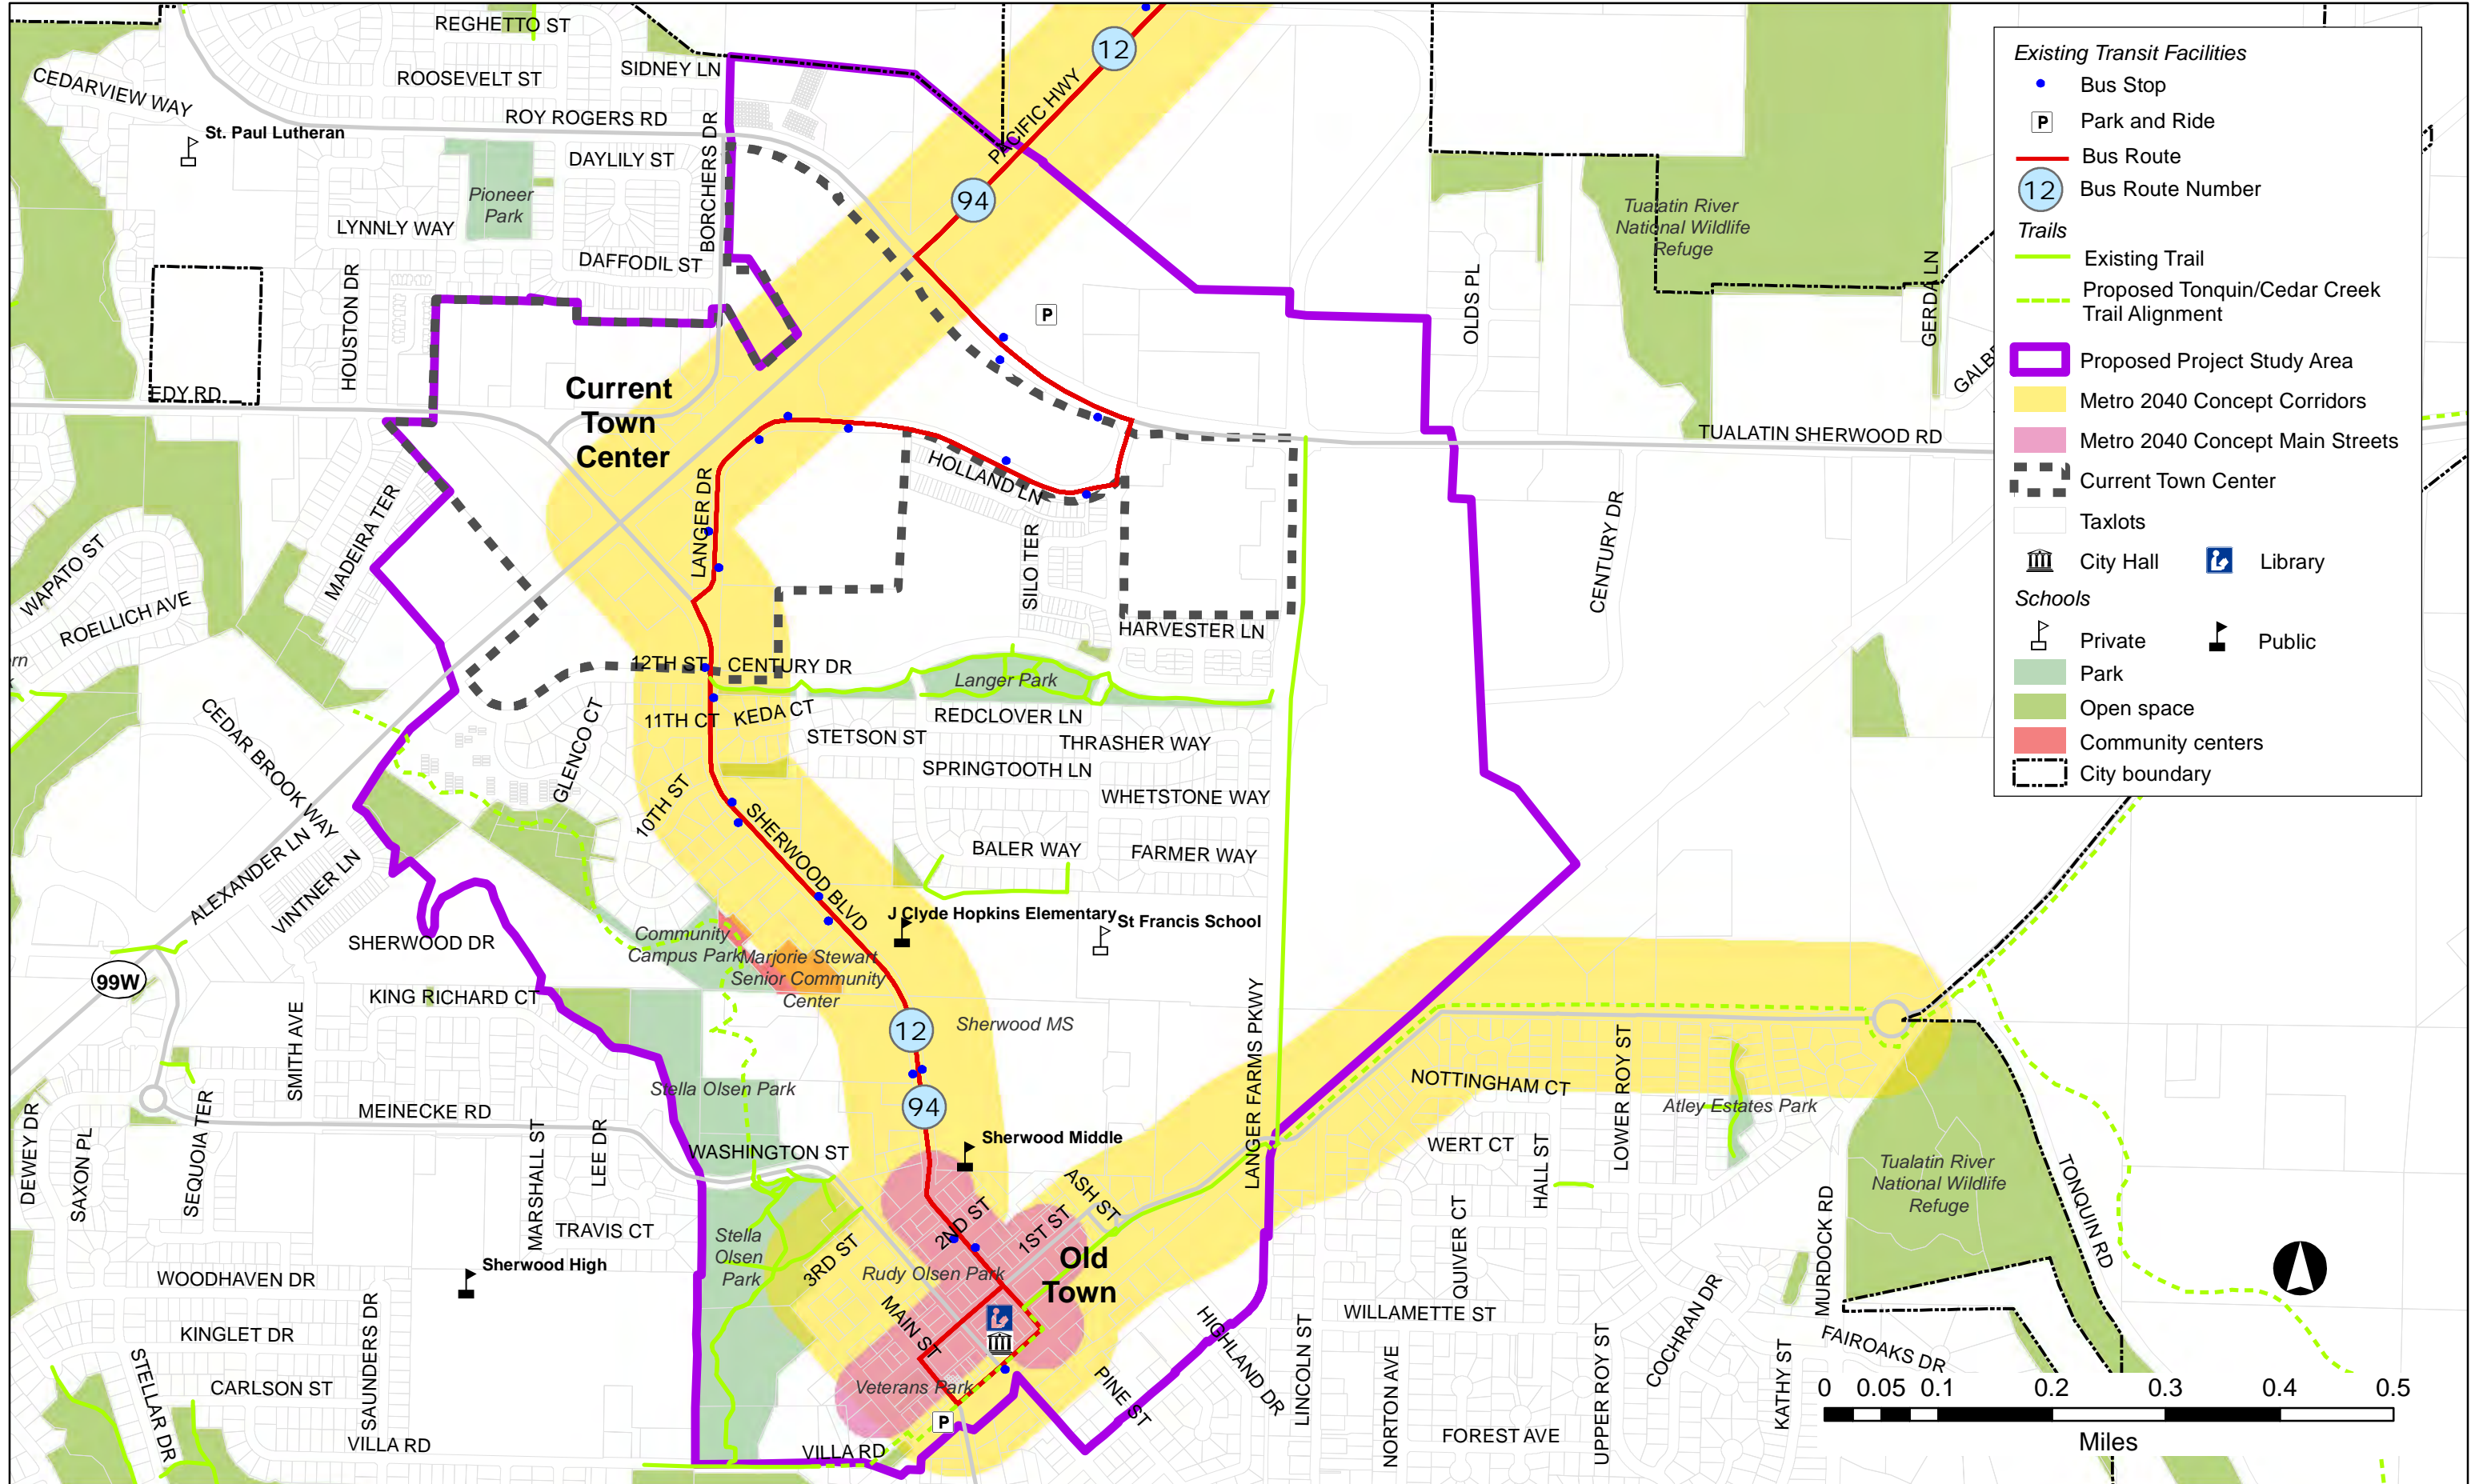 REGHETTO ST
CEDARVIEW WAY
ROOSEVELT ST
SIDNEY LN
ROY ROGERS RD
St. Paul Lutheran
DAYLILY ST
BORCHERS DR
Pioneer
Park
LYNNLY WAY
DAFFODIL ST
HOUSTON DR
EDY RD
12
PACIFIC HWY
94
P
Current
Town
Center
OLDS PL
Tualatin River
National Wildlife
Refuge
GERDA LN
TUALATIN SHERWOOD RD
Existing Transit Facilities
Bus Stop
P
Park and Ride
Bus Route
12
Bus Route Number
Trails
Existing Trail
Proposed Tonquin/Cedar Creek
Trail Alignment
Proposed Project Study Area
Metro 2040 Concept Corridors
Metro 2040 Concept Main Streets
Current Town Center
Taxlots
City Hall
Library
Schools
Private
Public
Park
Open space
Community centers
City boundary
LANGER DR
HOLLAND LN
SILO TER
HARVESTER LN
CENTURY DR
MADEIRA TER
WAPATO ST
ROELLICH AVE
12TH ST
CENTURY DR
Langer Park
11TH CT
KEDA CT
REDCLOVER LN
STETSON ST
THRASHER WAY
SPRINGTOOTH LN
WHETSTONE WAY
BALER WAY
FARMER WAY
CEDAR BROOK WAY
GLENCO CT
10TH ST
SHERWOOD BLVD
ALEXANDER LN
VINTNER LN
SHERWOOD DR
99W
KING RICHARD CT
SMITH AVE
J Clyde Hopkins Elementary
St Francis School
Community
Campus Park
Marjorie Stewart
Senior Community
Center
12
Sherwood MS
94
Stella Olsen Park
MEINECKE RD
DEWEY DR
SAXON PL
SEQUOIA TER
MARSHALL ST
LEE DR
WASHINGTON ST
Sherwood Middle
LANGER FARMS PKWY
NOTTINGHAM CT
LOWER ROY ST
Atley Estates Park
WERT CT
HALL ST
Tualatin River
National Wildlife
Refuge
TONQUIN RD
MURDOCK RD
TRAVIS CT
Sherwood High
WOODHAVEN DR
KINGLET DR
SAUNDERS DR
STELLAR DR
CARLSON ST
VILLA RD
Stella
Olsen
Park
3RD ST
2ND ST
1ST ST
ASH ST
Old
Town
Rudy Olsen Park
MAIN ST
Veterans Park
P
VILLA RD
PINE ST
HIGHLAND DR
LINCOLN ST
QUIVER CT
WILLAMETTE ST
NORTON AVE
FOREST AVE
UPPER ROY ST
COCHRAN DR
KATHY ST
FAIROAKS DR
0 0.05 0.1 0.2 0.3 0.4 0.5
Miles